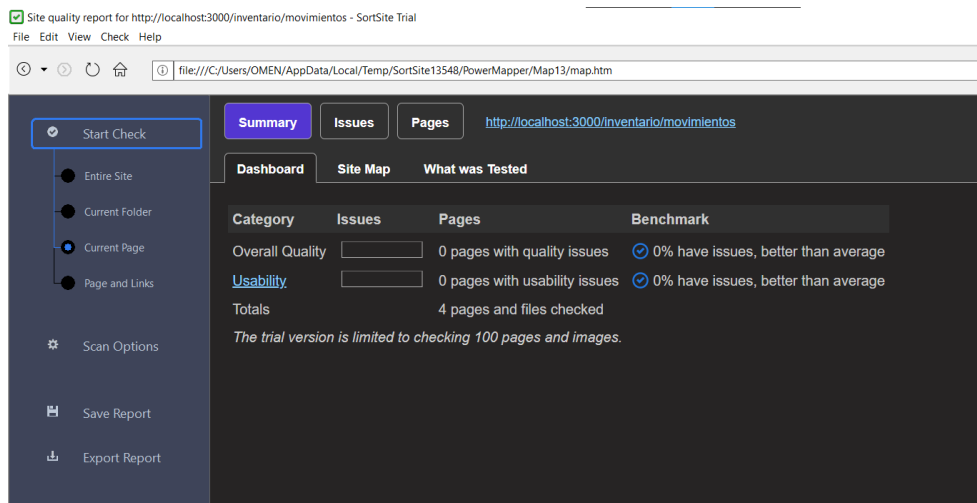 Site quality report for http://localhost:3000/inventario/movimientos - SortSite Trial
File Edit View Check Help
file:///C:/Users/OMEN/AppData/Local/Temp/SortSite13548/PowerMapper/Map13/map.htm
Start Check
Entire Site
Current Folder
Current Page
Page and Links
Scan Options
Save Report
Export Report
Summary Issues Pages http://localhost:3000/inventario/movimientos
Dashboard Site Map What was Tested
Category Issues Pages Benchmark
Overall Quality 0 pages with quality issues 0% have issues, better than average
Usability 0 pages with usability issues 0% have issues, better than average
Totals 4 pages and files checked
The trial version is limited to checking 100 pages and images.